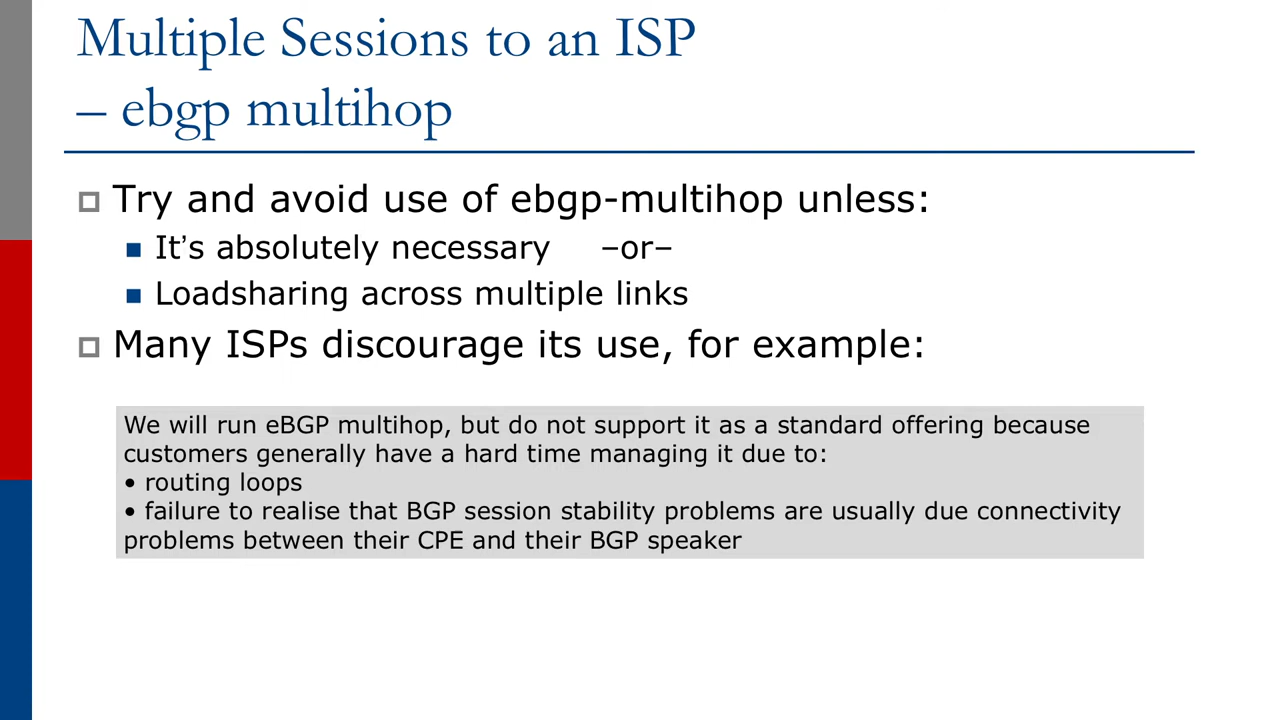 Multiple Sessions to an ISP
– ebgp multihop
Try and avoid use of ebgp-multihop unless:
It’s absolutely necessary –or–
Loadsharing across multiple links
Many ISPs discourage its use, for example:
We will run eBGP multihop, but do not support it as a standard offering because
customers generally have a hard time managing it due to:
• routing loops
• failure to realise that BGP session stability problems are usually due connectivity
problems between their CPE and their BGP speaker